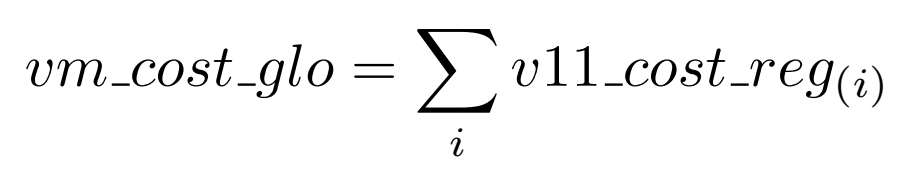 vm_cost_glo = ∑_i v11_cost_reg_(i)